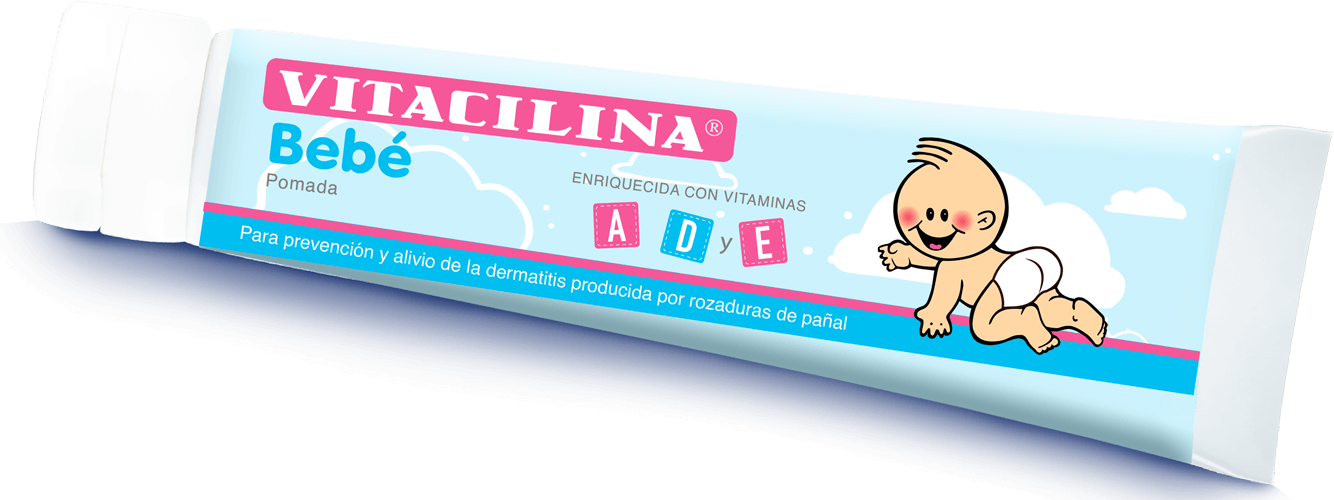 VITACILINA®
Bebé
Pomada
ENRIQUECIDA CON VITAMINAS
A D y E
Para prevención y alivio de la dermatitis producida por rozaduras de pañal